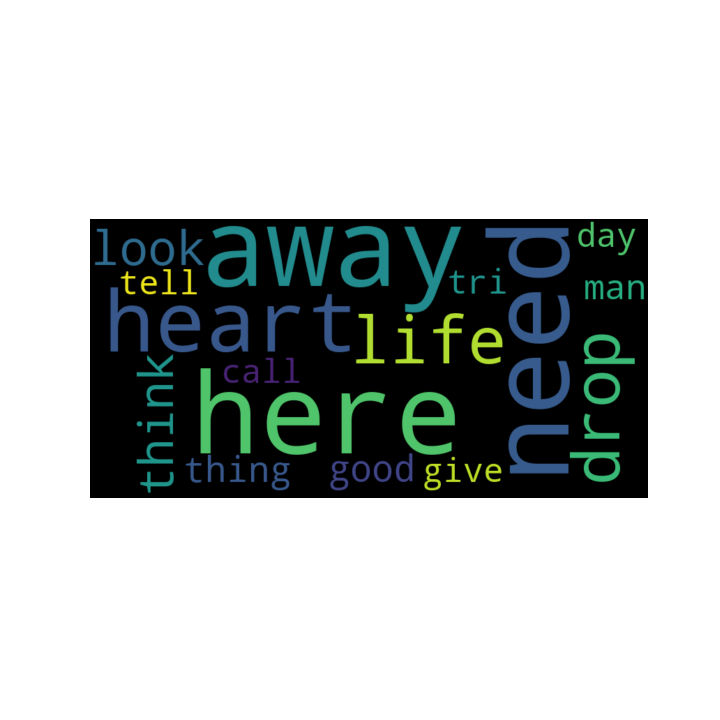 look
away
day
tell
tri
man
heart
life
need
call
here
drop
think
thing
good
give